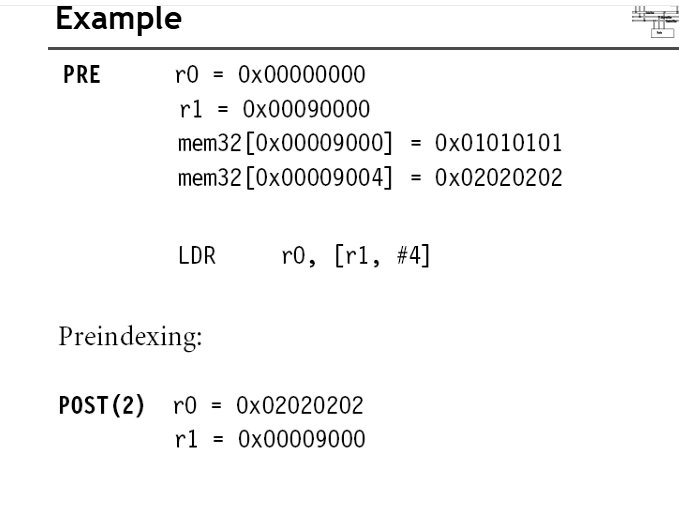 Example
PRE r0 = 0x00000000
r1 = 0x00090000
mem32[0x00009000] = 0x01010101
mem32[0x00009004] = 0x02020202
LDR r0, [r1, #4]
Preindexing:
POST(2) r0 = 0x02020202
r1 = 0x00009000